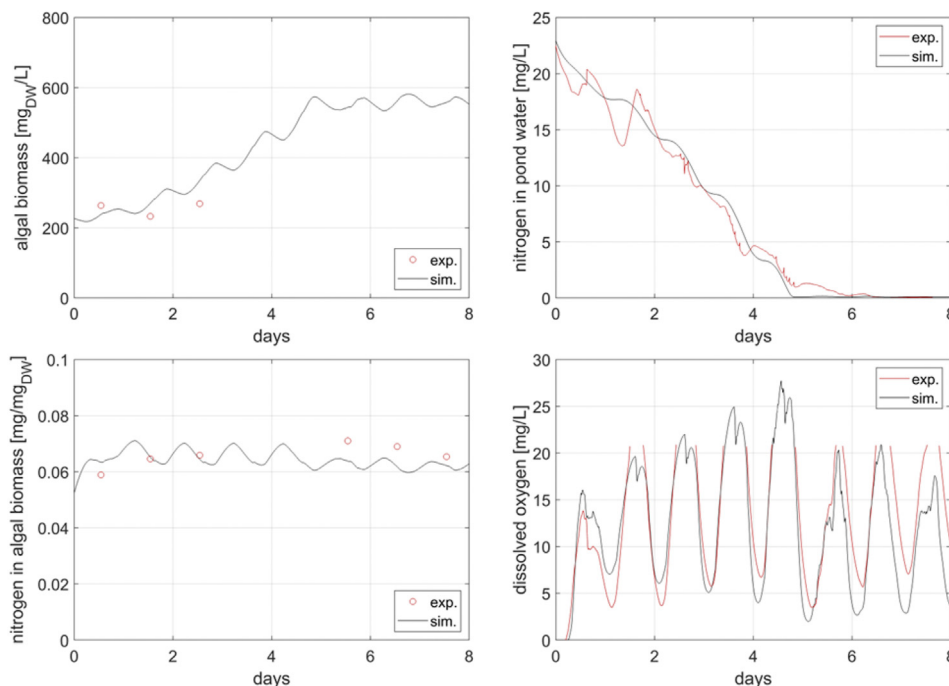 800
600
400
200
0
algal biomass [mg_DW/L]
exp.
sim.
0 2 4 6 8
days
25
20
15
10
5
0
nitrogen in pond water [mg/L]
exp.
sim.
0 2 4 6 8
days
0.1
0.08
0.06
0.04
0.02
0
nitrogen in algal biomass [mg/mg_DW]
exp.
sim.
0 2 4 6 8
days
30
25
20
15
10
5
0
dissolved oxygen [mg/L]
exp.
sim.
0 2 4 6 8
days